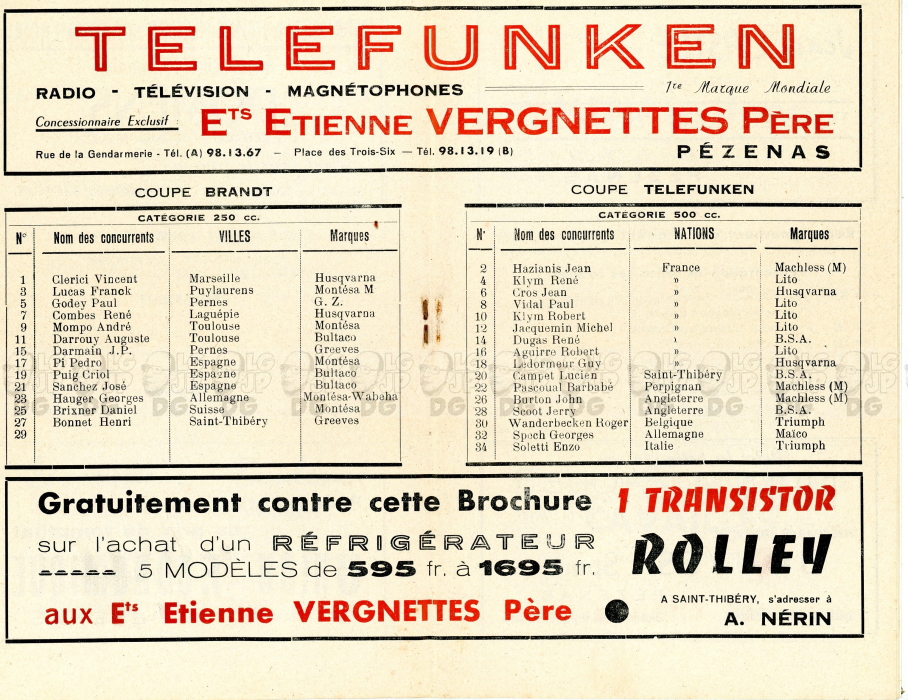 TELEFUNKEN
RADIO - TÉLÉVISION - MAGNÉTOPHONES 1re Marque Mondiale
Concessionnaire Exclusif : Ets Etienne VERGNETTES Père
Rue de la Gendarmerie - Tél. (A) 98.13.67 — Place des Trois-Six — Tél. 98.13.19 (B) PÉZENAS
COUPE BRANDT
CATÉGORIE 250 cc.
N° Nom des concurrents VILLES Marques
1 Clerici Vincent Marseille Husqvarna
3 Lucas Franck Puylaurens Montésa M
5 Godey Paul Pernes G. Z.
7 Combes René Laguépie Husqvarna
9 Mompo André Toulouse Montésa
11 Darrouy Auguste Toulouse Bultaco
15 Darmain J.P. Pernes Greeves
17 Pi Pedro Espagne Montésa
19 Puig Criol Espagne Bultaco
21 Sanchez José Espagne Bultaco
23 Hauger Georges Allemagne Montésa-Wabeha
25 Brixner Daniel Suisse Montésa
27 Bonnet Henri Saint-Thibéry Greeves
29
COUPE TELEFUNKEN
CATÉGORIE 500 cc.
N° Nom des concurrents NATIONS Marques
2 Hazianis Jean France Machless (M)
4 Klym René » Lito
6 Cros Jean » Husqvarna
8 Vidal Paul » Lito
10 Klym Robert » Lito
12 Jacquemin Michel » Lito
14 Dugas René » B.S.A.
16 Aguirre Robert » Lito
18 Ledormeur Guy » Husqvarna
20 Campet Lucien Saint-Thibéry B.S.A.
22 Pascoual Barbabé Perpignan Machless (M)
26 Burton John Angleterre Machless (M)
28 Scoot Jerry Angleterre B.S.A.
30 Wanderbecken Roger Belgique Triumph
32 Spech Georges Allemagne Maïco
34 Soletti Enzo Italie Triumph
Gratuitement contre cette Brochure 1 TRANSISTOR
sur l'achat d'un RÉFRIGÉRATEUR ROLLEY
5 MODÈLES de 595 fr. à 1695 fr.
aux Ets Etienne VERGNETTES Père
A SAINT-THIBÉRY, s'adresser à
A. NÉRIN